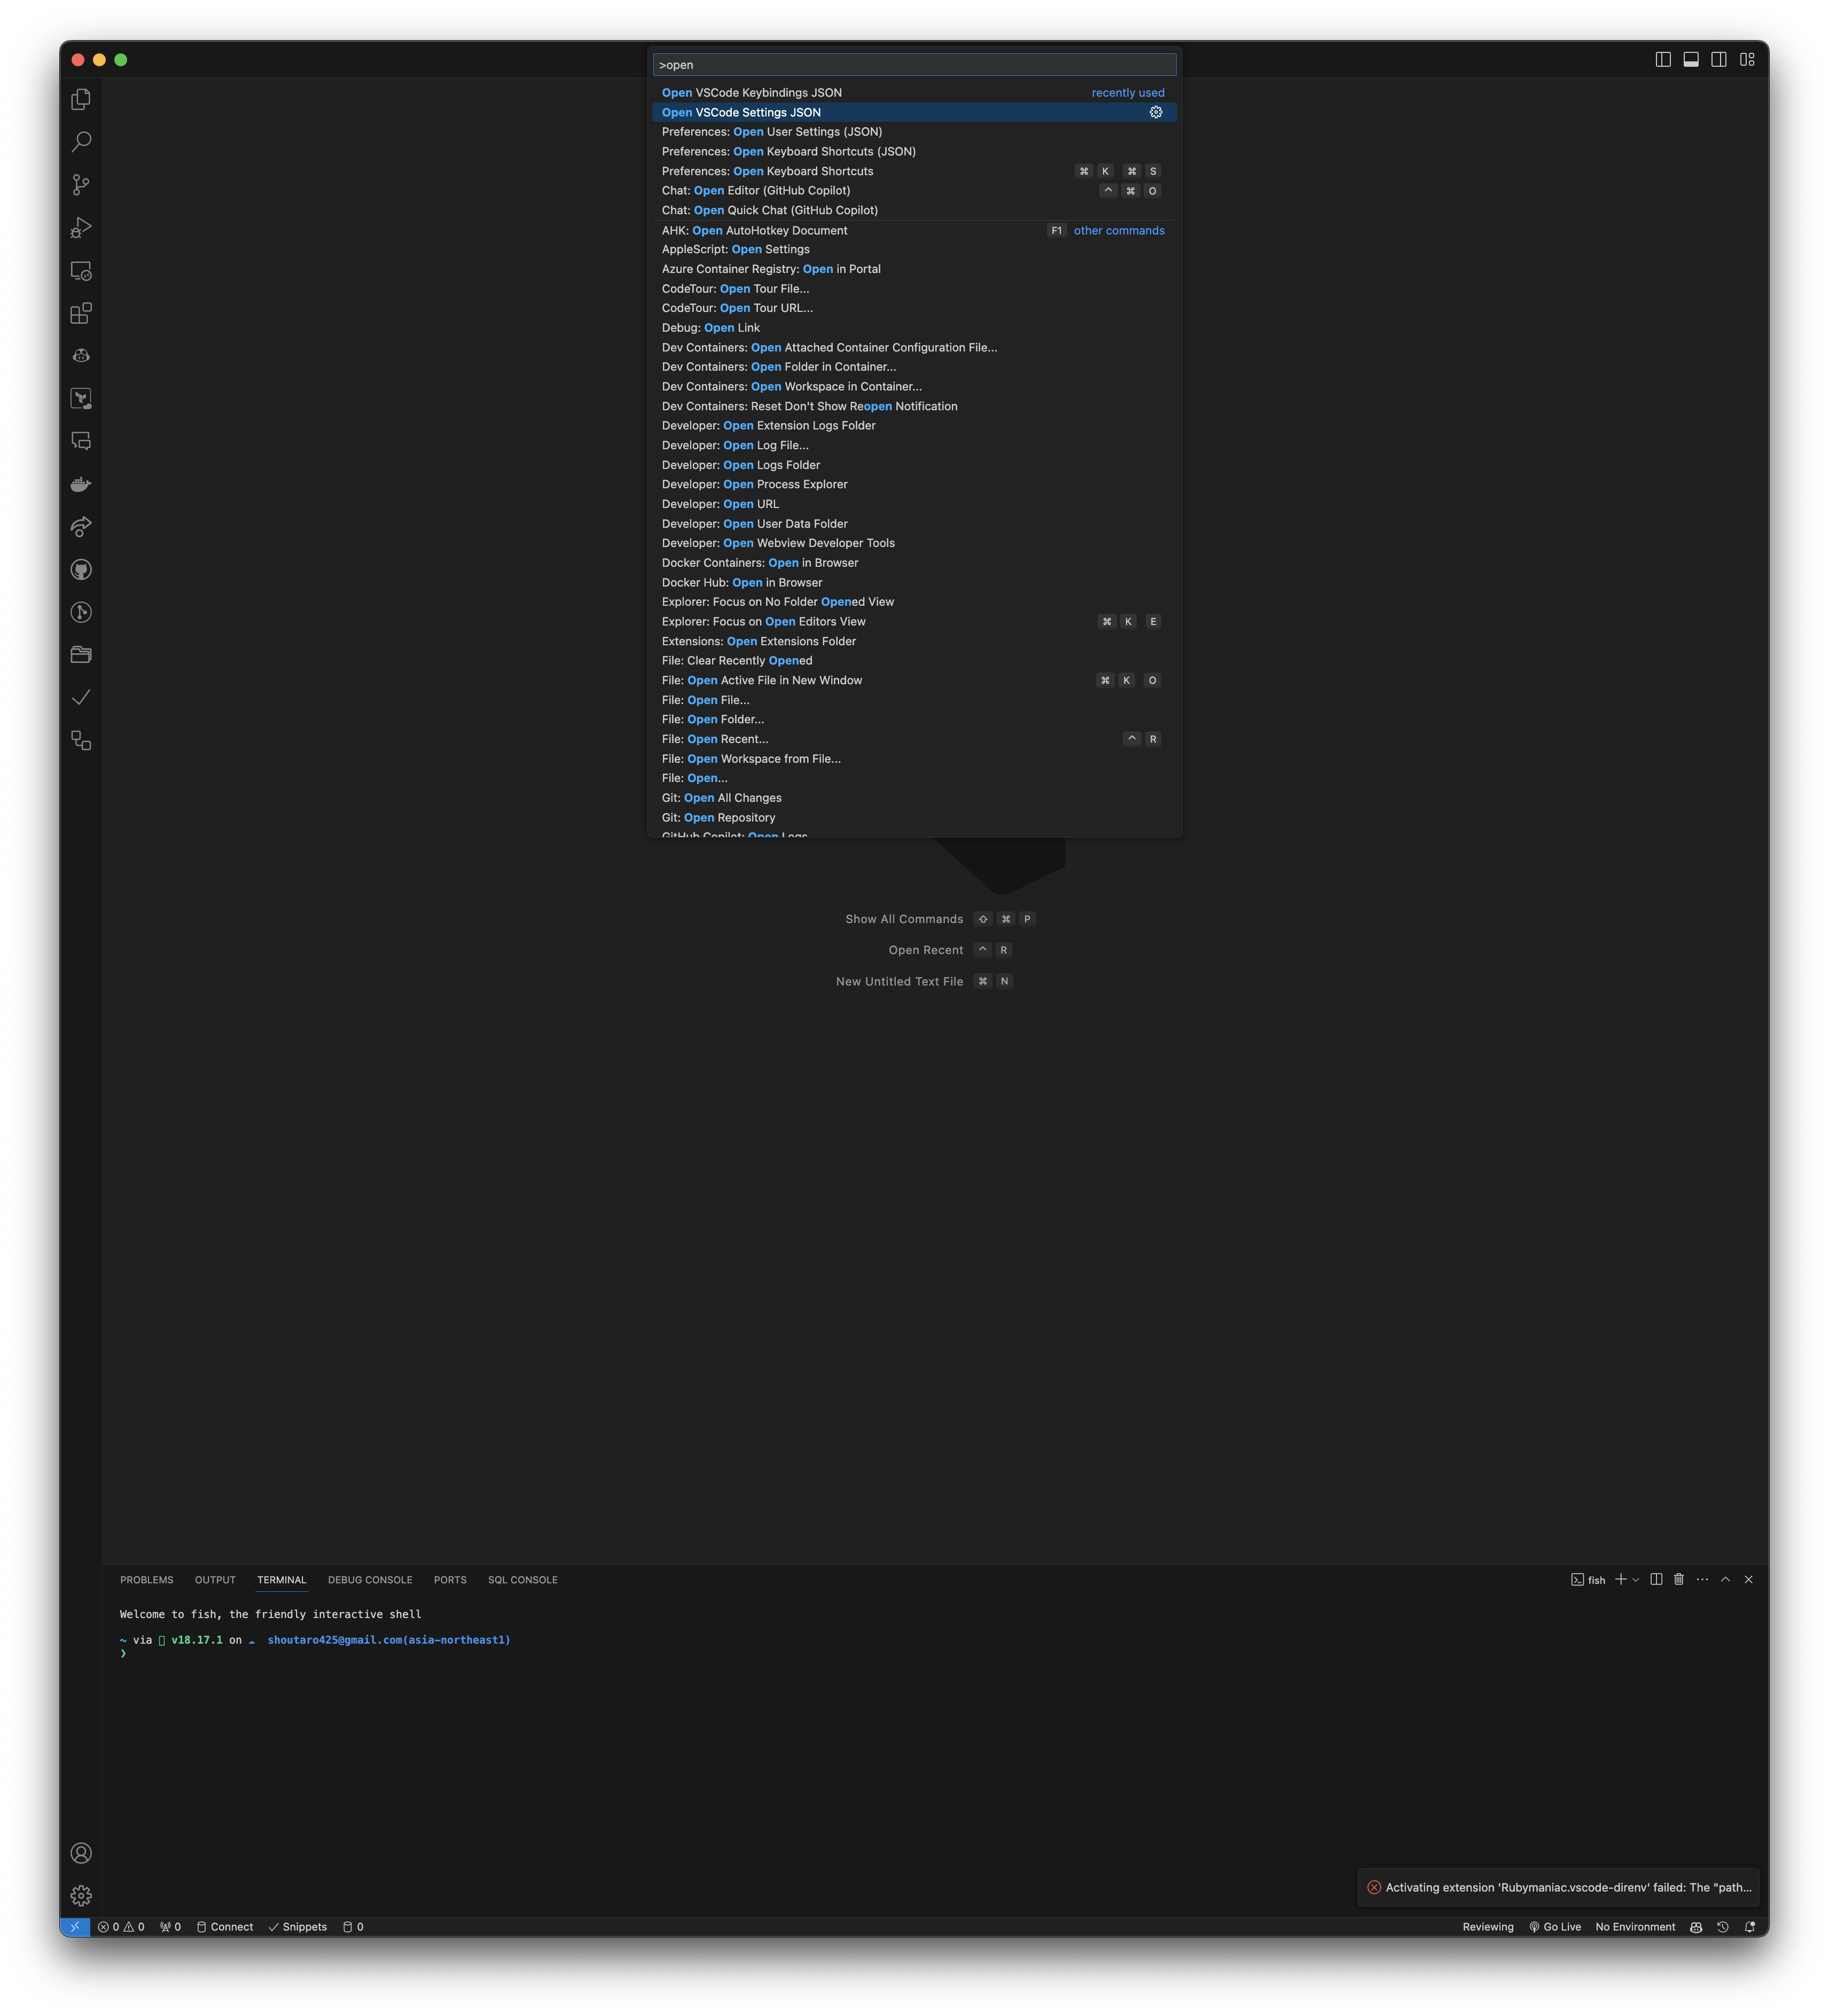 >open
Open VSCode Keybindings JSON recently used
Open VSCode Settings JSON
Preferences: Open User Settings (JSON)
Preferences: Open Keyboard Shortcuts (JSON)
Preferences: Open Keyboard Shortcuts ⌘ K ⌘ S
Chat: Open Editor (GitHub Copilot) ^ ⌘ O
Chat: Open Quick Chat (GitHub Copilot)
AHK: Open AutoHotkey Document F1 other commands
AppleScript: Open Settings
Azure Container Registry: Open in Portal
CodeTour: Open Tour File...
CodeTour: Open Tour URL...
Debug: Open Link
Dev Containers: Open Attached Container Configuration File...
Dev Containers: Open Folder in Container...
Dev Containers: Open Workspace in Container...
Dev Containers: Reset Don't Show Reopen Notification
Developer: Open Extension Logs Folder
Developer: Open Log File...
Developer: Open Logs Folder
Developer: Open Process Explorer
Developer: Open URL
Developer: Open User Data Folder
Developer: Open Webview Developer Tools
Docker Containers: Open in Browser
Docker Hub: Open in Browser
Explorer: Focus on No Folder Opened View
Explorer: Focus on Open Editors View ⌘ K E
Extensions: Open Extensions Folder
File: Clear Recently Opened
File: Open Active File in New Window ⌘ K O
File: Open File...
File: Open Folder...
File: Open Recent... ^ R
File: Open Workspace from File...
File: Open...
Git: Open All Changes
Git: Open Repository
GitHub Copilot: Open Logs
Show All Commands ⇧ ⌘ P
Open Recent ^ R
New Untitled Text File ⌘ N
PROBLEMS OUTPUT TERMINAL DEBUG CONSOLE PORTS SQL CONSOLE fish
Welcome to fish, the friendly interactive shell
~ via v18.17.1 on ☁ shoutaro425@gmail.com(asia-northeast1)
❯
Activating extension 'Rubymaniac.vscode-direnv' failed: The "path...
0 0 0 Connect Snippets 0 Reviewing Go Live No Environment